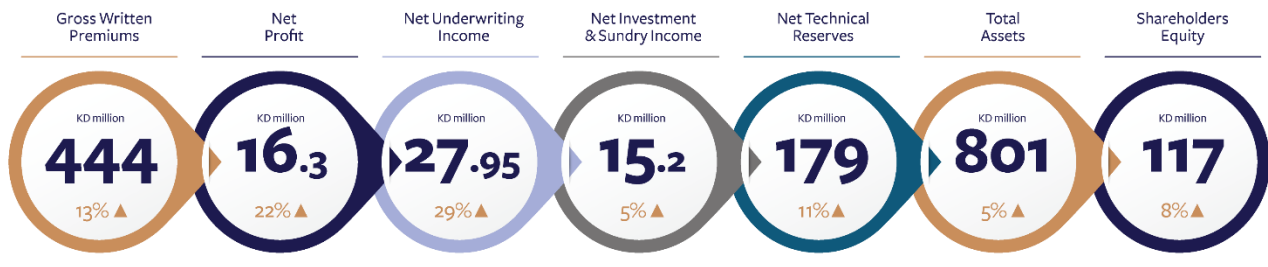 Gross Written
Premiums
KD million
444
13% ▲
Net
Profit
KD million
16.3
22% ▲
Net Underwriting
Income
KD million
27.95
29% ▲
Net Investment
& Sundry Income
KD million
15.2
5% ▲
Net Technical
Reserves
KD million
179
11% ▲
Total
Assets
KD million
801
5% ▲
Shareholders
Equity
KD million
117
8% ▲